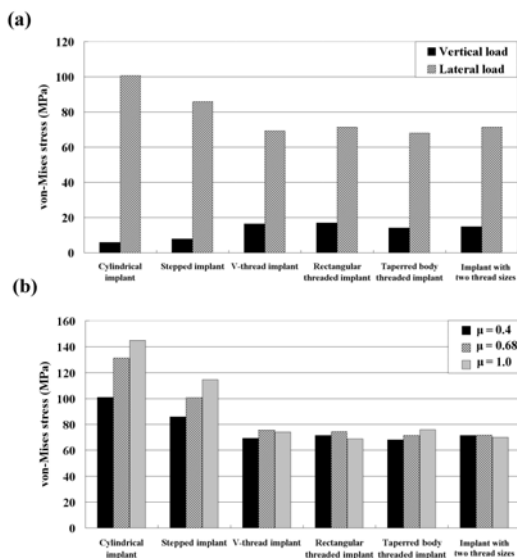 (a)
120
100
80
60
40
20
0
von-Mises stress (MPa)
Vertical load
Lateral load
Cylindrical implant
Stepped implant
V-thread implant
Rectangular threaded implant
Taperred body threaded implant
Implant with two thread sizes
(b)
160
140
120
100
80
60
40
20
0
von-Mises stress (MPa)
μ = 0.4
μ = 0.68
μ = 1.0
Cylindrical implant
Stepped implant
V-thread implant
Rectangular threaded implant
Taperred body threaded implant
Implant with two thread sizes